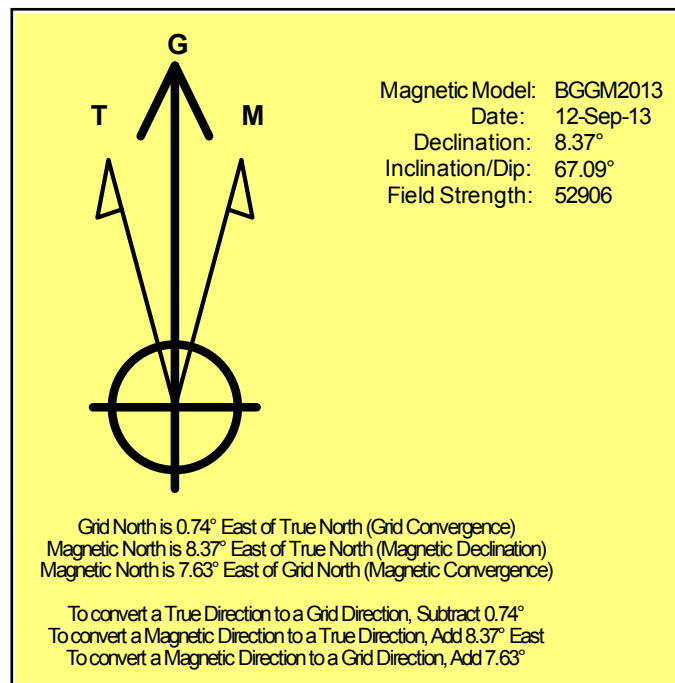 G
T M
Magnetic Model: BGGM2013
Date: 12-Sep-13
Declination: 8.37°
Inclination/Dip: 67.09°
Field Strength: 52906
Grid North is 0.74° East of True North (Grid Convergence)
Magnetic North is 8.37° East of True North (Magnetic Declination)
Magnetic North is 7.63° East of Grid North (Magnetic Convergence)
To convert a True Direction to a Grid Direction, Subtract 0.74°
To convert a Magnetic Direction to a True Direction, Add 8.37° East
To convert a Magnetic Direction to a Grid Direction, Add 7.63°